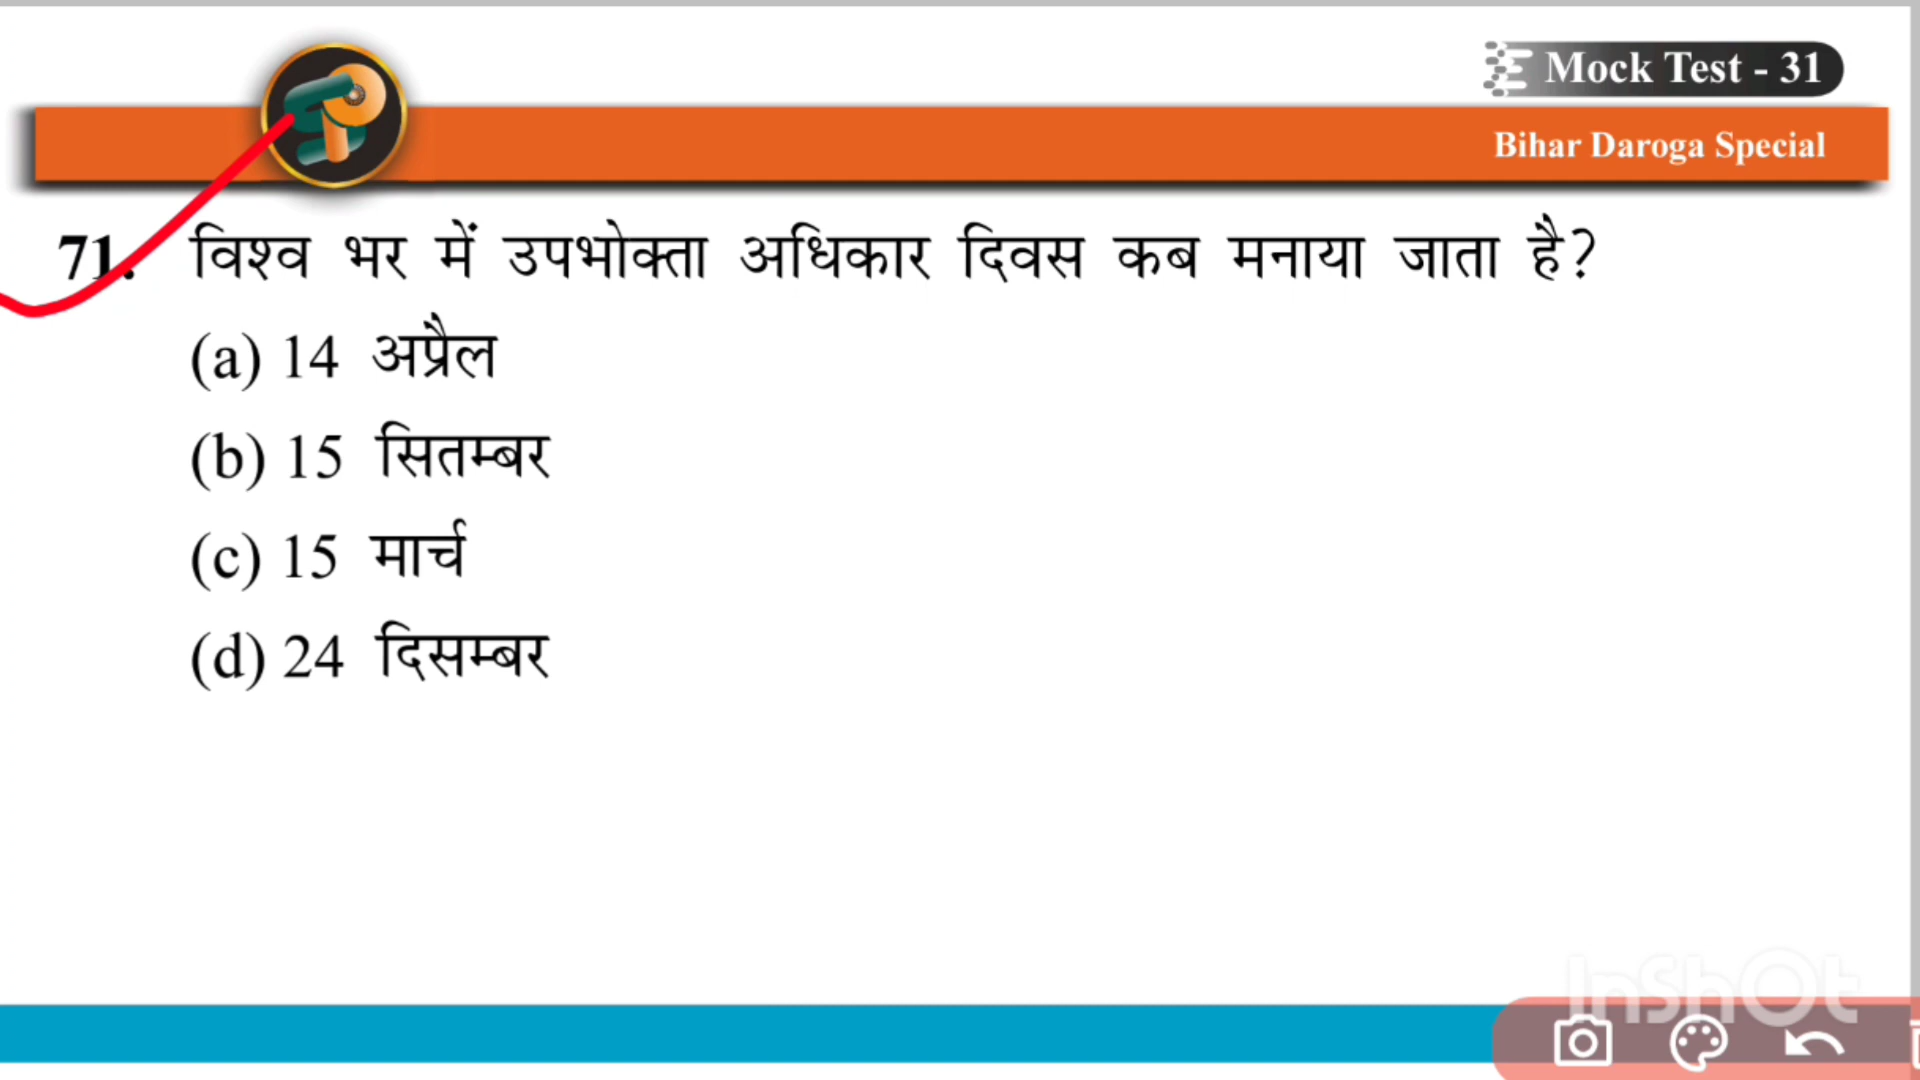 Mock Test - 31
Bihar Daroga Special
71. विश्व भर में उपभोक्ता अधिकार दिवस कब मनाया जाता है?
(a) 14 अप्रैल
(b) 15 सितम्बर
(c) 15 मार्च
(d) 24 दिसम्बर
InShOt